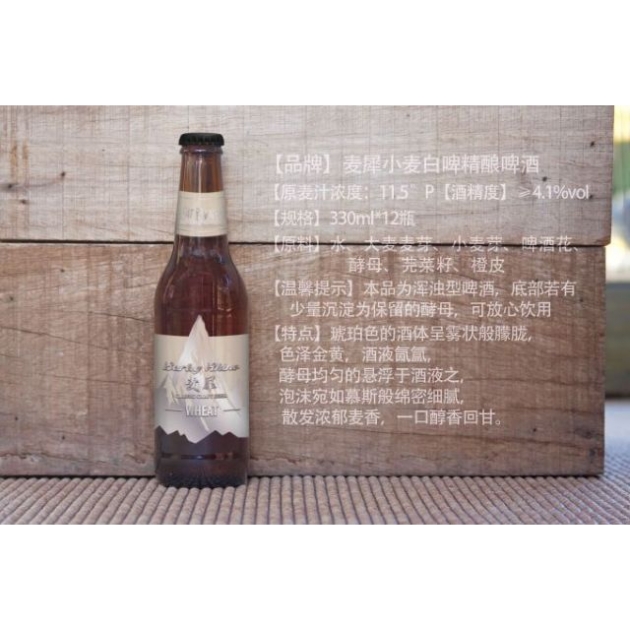 【品牌】麦犀小麦白啤精酿啤酒
【原麦汁浓度：11.5°P【酒精度】≥4.1%vol
【规格】330ml*12瓶
【原料】水、大麦麦芽、小麦芽、啤酒花、
酵母、芫菜籽、橙皮
【温馨提示】本品为浑浊型啤酒，底部若有
少量沉淀为保留的酵母，可放心饮用
【特点】琥珀色的酒体呈雾状般朦胧，
色泽金黄，酒液氤氲，
酵母均匀的悬浮于酒液之，
泡沫宛如慕斯般绵密细腻，
散发浓郁麦香，一口醇香回甘。
麦犀
WHEAT